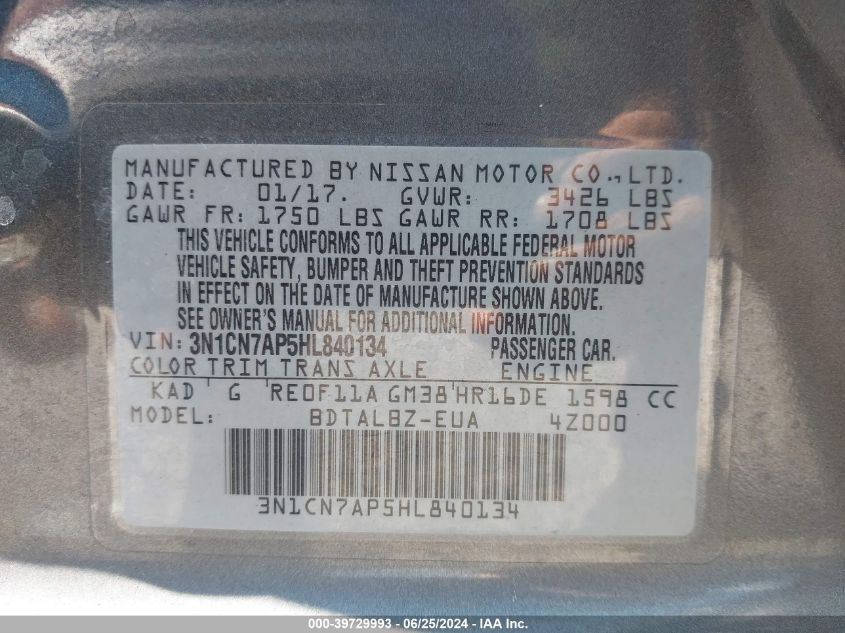 MANUFACTURED BY NISSAN MOTOR CO., LTD.
DATE: 01/17. GVWR: 3426 LBS
GAWR FR: 1750 LBS GAWR RR: 1708 LBS
THIS VEHICLE CONFORMS TO ALL APPLICABLE FEDERAL MOTOR
VEHICLE SAFETY, BUMPER AND THEFT PREVENTION STANDARDS
IN EFFECT ON THE DATE OF MANUFACTURE SHOWN ABOVE.
SEE OWNER'S MANUAL FOR ADDITIONAL INFORMATION.
VIN: 3N1CN7AP5HL840134 PASSENGER CAR.
COLOR TRIM TRANS AXLE ENGINE
KAD G RE0F11A GM38 HR16DE 1598 CC
MODEL: BDTALBZ-EUA 4Z000
3N1CN7AP5HL840134
000-39729993 - 06/25/2024 - IAA Inc.